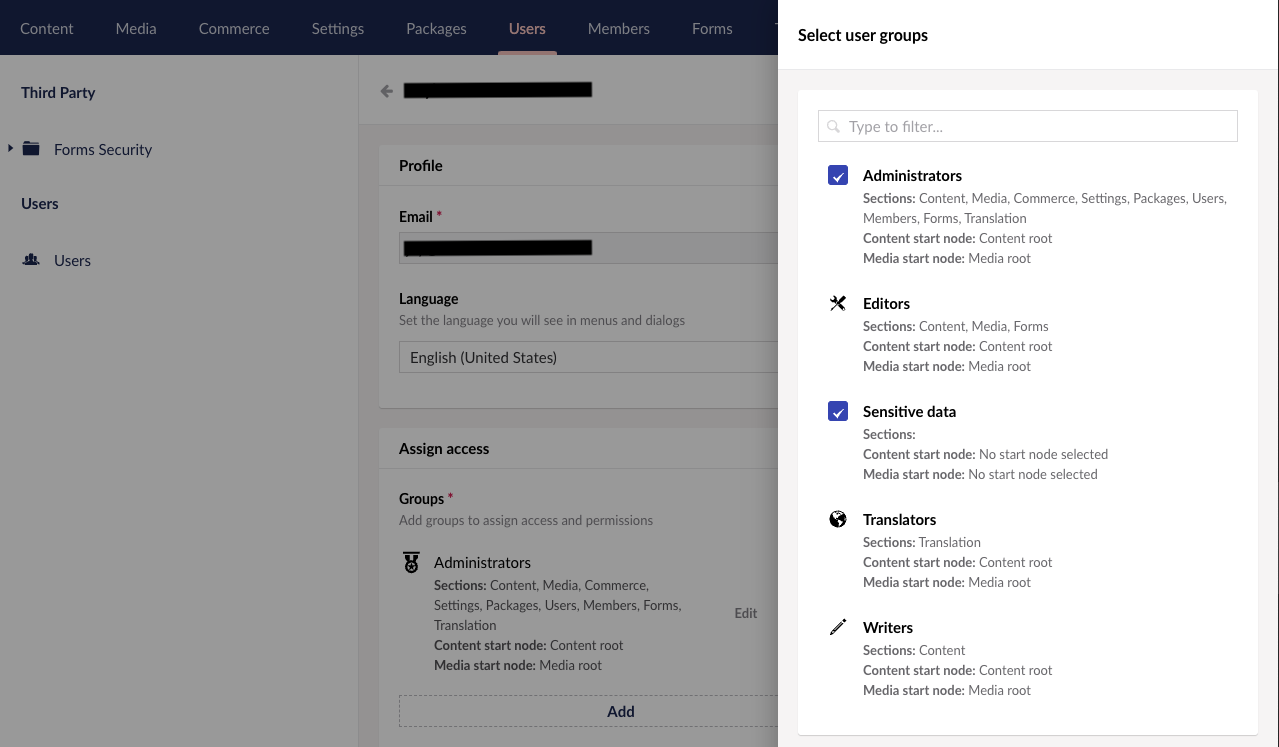 Content Media Commerce Settings Packages Users Members Forms
Third Party
Forms Security
Users
Users
Profile
Email *
Language
Set the language you will see in menus and dialogs
English (United States)
Assign access
Groups *
Add groups to assign access and permissions
Administrators
Sections: Content, Media, Commerce,
Settings, Packages, Users, Members, Forms,
Translation
Content start node: Content root
Media start node: Media root
Edit
Add
Select user groups
Type to filter...
Administrators
Sections: Content, Media, Commerce, Settings, Packages, Users,
Members, Forms, Translation
Content start node: Content root
Media start node: Media root
Editors
Sections: Content, Media, Forms
Content start node: Content root
Media start node: Media root
Sensitive data
Sections:
Content start node: No start node selected
Media start node: No start node selected
Translators
Sections: Translation
Content start node: Content root
Media start node: Media root
Writers
Sections: Content
Content start node: Content root
Media start node: Media root